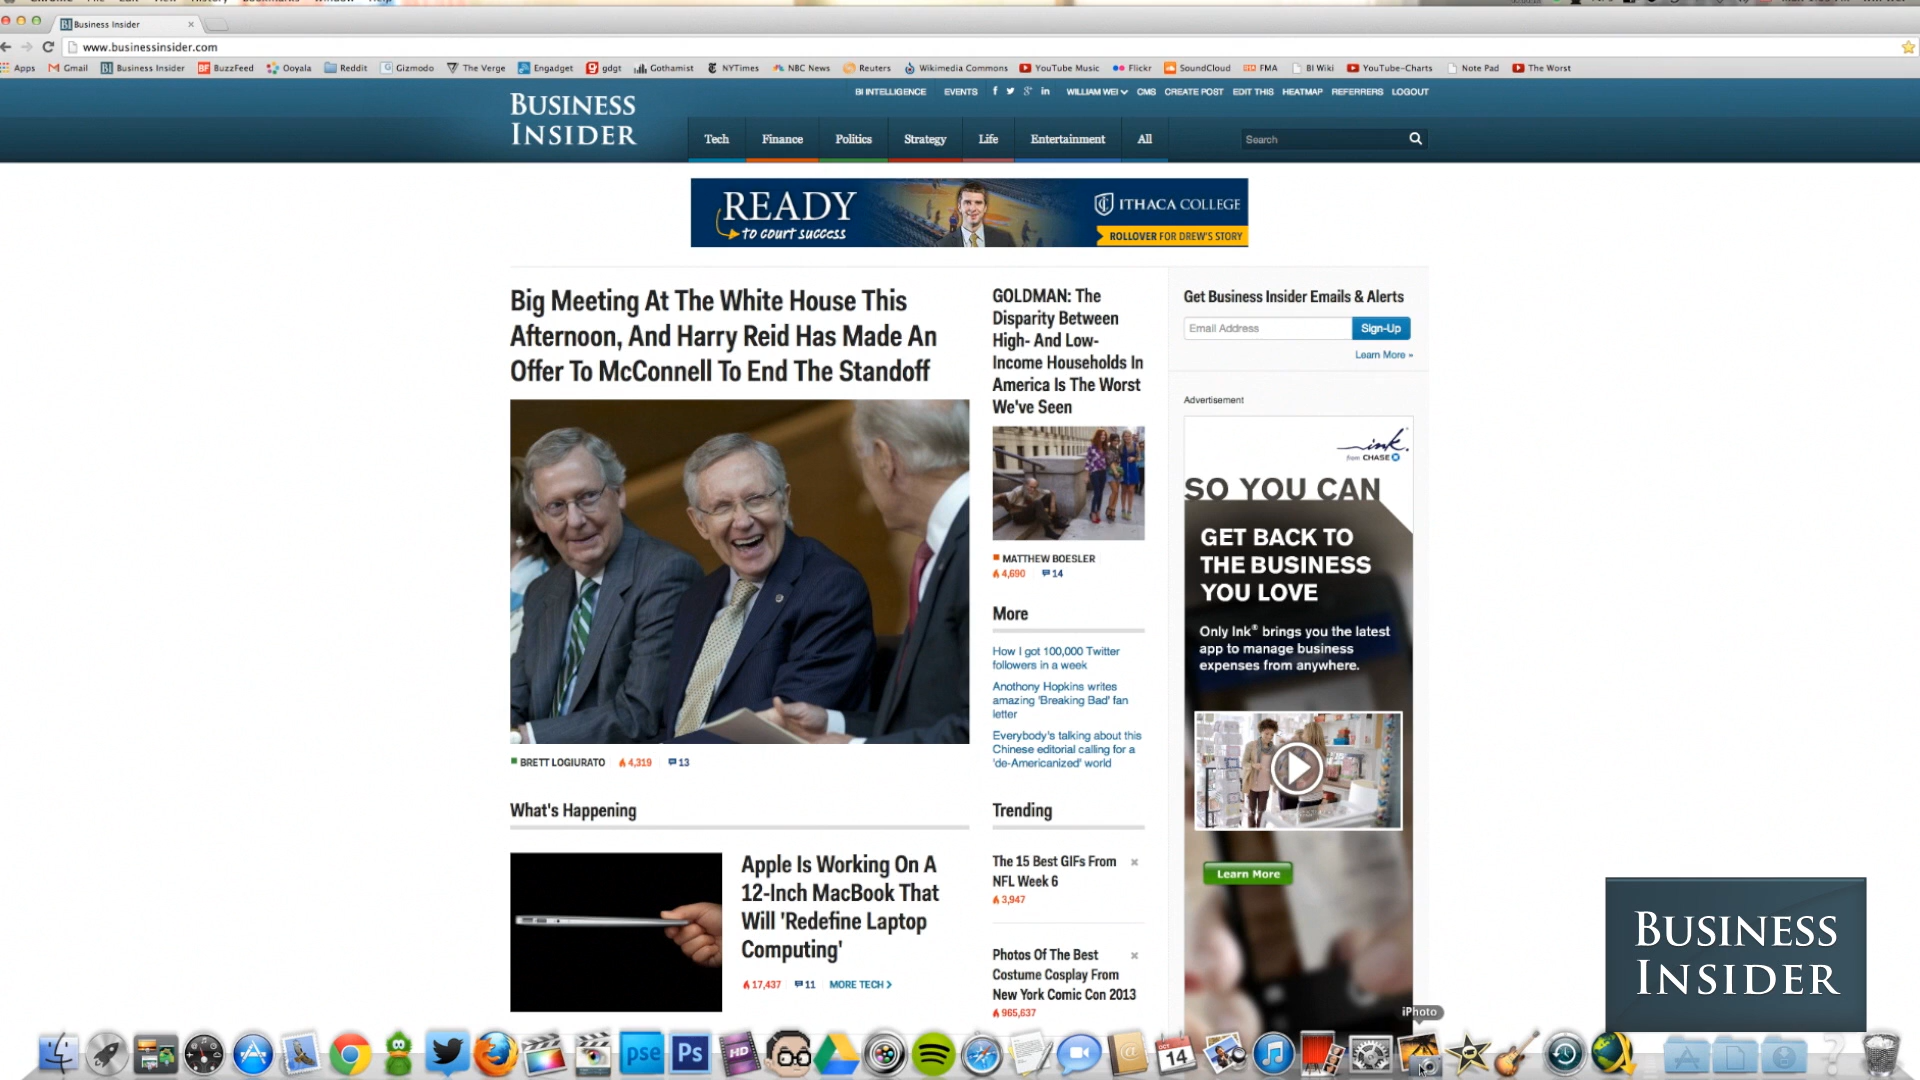 Business Insider
www.businessinsider.com
Apps Gmail Business Insider BuzzFeed Ooyala Reddit Gizmodo The Verge Engadget gdgt Gothamist NYTimes NBC News Reuters Wikimedia Commons YouTube Music Flickr SoundCloud FMA BI Wiki YouTube-Charts Note Pad The Worst
BI INTELLIGENCE EVENTS WILLIAM WEI CMS CREATE POST EDIT THIS HEATMAP REFERRERS LOGOUT
BUSINESS
INSIDER
Tech Finance Politics Strategy Life Entertainment All
Search
READY
to court success
ITHACA COLLEGE
ROLLOVER FOR DREW'S STORY
Big Meeting At The White House This
Afternoon, And Harry Reid Has Made An
Offer To McConnell To End The Standoff
BRETT LOGIURATO 4,319 13
What's Happening
Apple Is Working On A
12-Inch MacBook That
Will 'Redefine Laptop
Computing'
17,437 11 MORE TECH
GOLDMAN: The
Disparity Between
High- And Low-
Income Households In
America Is The Worst
We've Seen
MATTHEW BOESLER
4,690 14
More
How I got 100,000 Twitter
followers in a week
Anothony Hopkins writes
amazing 'Breaking Bad' fan
letter
Everybody's talking about this
Chinese editorial calling for a
'de-Americanized' world
Trending
The 15 Best GIFs From
NFL Week 6
3,947
Photos Of The Best
Costume Cosplay From
New York Comic Con 2013
965,637
Get Business Insider Emails & Alerts
Email Address
Sign-Up
Learn More »
Advertisement
ink
from CHASE
SO YOU CAN
GET BACK TO
THE BUSINESS
YOU LOVE
Only Ink® brings you the latest
app to manage business
expenses from anywhere.
Learn More
iPhoto
BUSINESS
INSIDER
pse Ps HD OCT 14